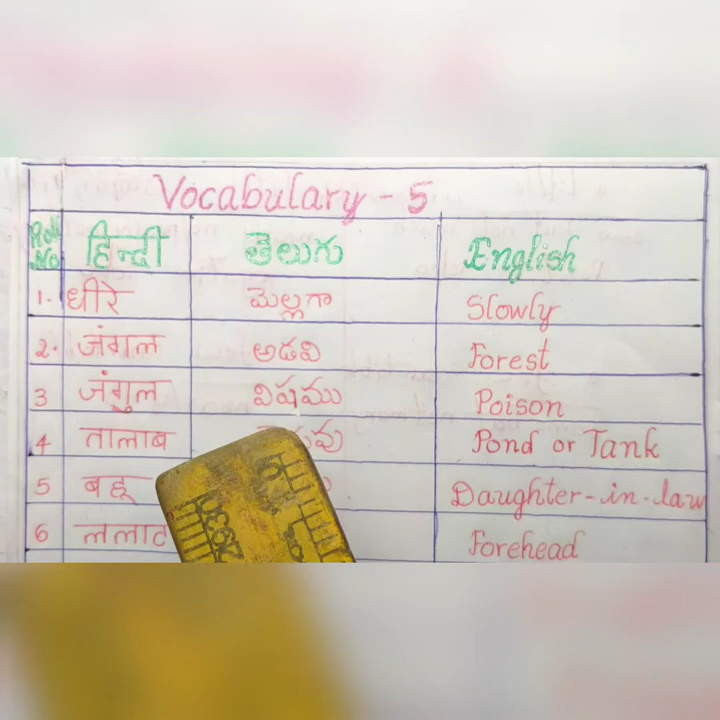 Vocabulary - 5
Roll No. हिन्दी తెలుగు English
1. धीरे మెల్లగా Slowly
2. जंगल అడవి Forest
3 जंगुल విషము Poison
4 तालाब Pond or Tank
5 बहू Daughter-in-law
6 ललाट Forehead
30